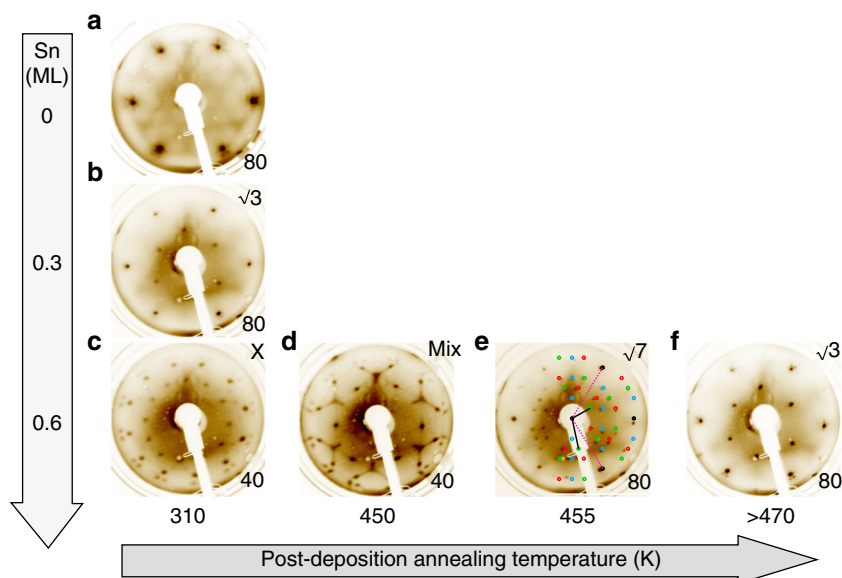 a
Sn
(ML)
0
80
b
√3
0.3
80
c
X
d
Mix
e
√7
f
√3
0.6
40
40
80
80
310
450
455
>470
Post-deposition annealing temperature (K)